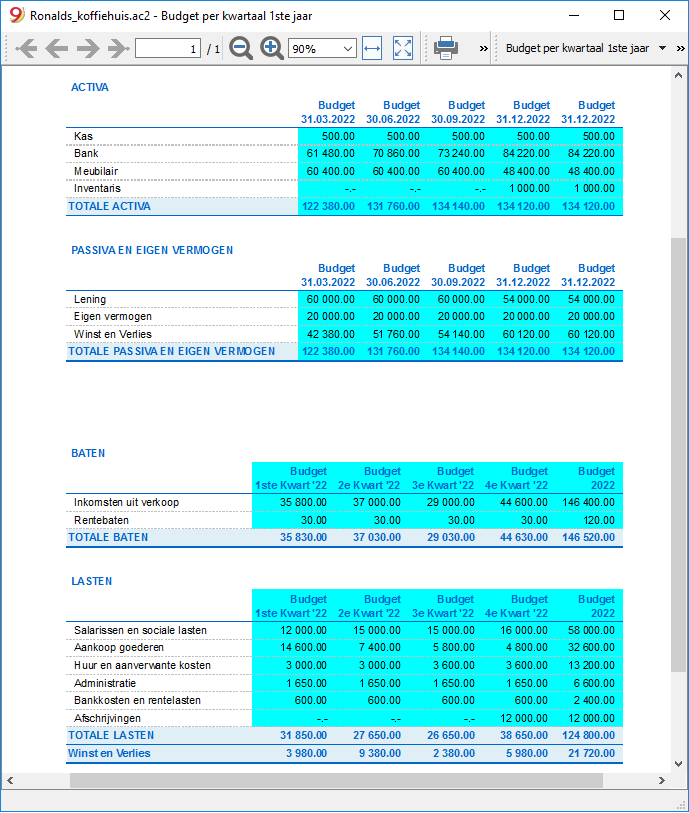 Ronalds_koffiehuis.ac2 - Budget per kwartaal 1ste jaar
1 / 1 90% » Budget per kwartaal 1ste jaar »
ACTIVA
Budget Budget Budget Budget Budget
31.03.2022 30.06.2022 30.09.2022 31.12.2022 31.12.2022
Kas 500.00 500.00 500.00 500.00 500.00
Bank 61 480.00 70 860.00 73 240.00 84 220.00 84 220.00
Meubilair 60 400.00 60 400.00 60 400.00 48 400.00 48 400.00
Inventaris -.- -.- -.- 1 000.00 1 000.00
TOTALE ACTIVA 122 380.00 131 760.00 134 140.00 134 120.00 134 120.00
PASSIVA EN EIGEN VERMOGEN
Budget Budget Budget Budget Budget
31.03.2022 30.06.2022 30.09.2022 31.12.2022 31.12.2022
Lening 60 000.00 60 000.00 60 000.00 54 000.00 54 000.00
Eigen vermogen 20 000.00 20 000.00 20 000.00 20 000.00 20 000.00
Winst en Verlies 42 380.00 51 760.00 54 140.00 60 120.00 60 120.00
TOTALE PASSIVA EN EIGEN VERMOGEN 122 380.00 131 760.00 134 140.00 134 120.00 134 120.00
BATEN
Budget Budget Budget Budget Budget
1ste Kwart '22 2e Kwart '22 3e Kwart '22 4e Kwart '22 2022
Inkomsten uit verkoop 35 800.00 37 000.00 29 000.00 44 600.00 146 400.00
Rentebaten 30.00 30.00 30.00 30.00 120.00
TOTALE BATEN 35 830.00 37 030.00 29 030.00 44 630.00 146 520.00
LASTEN
Budget Budget Budget Budget Budget
1ste Kwart '22 2e Kwart '22 3e Kwart '22 4e Kwart '22 2022
Salarissen en sociale lasten 12 000.00 15 000.00 15 000.00 16 000.00 58 000.00
Aankoop goederen 14 600.00 7 400.00 5 800.00 4 800.00 32 600.00
Huur en aanverwante kosten 3 000.00 3 000.00 3 600.00 3 600.00 13 200.00
Administratie 1 650.00 1 650.00 1 650.00 1 650.00 6 600.00
Bankkosten en rentelasten 600.00 600.00 600.00 600.00 2 400.00
Afschrijvingen -.- -.- -.- 12 000.00 12 000.00
TOTALE LASTEN 31 850.00 27 650.00 26 650.00 38 650.00 124 800.00
Winst en Verlies 3 980.00 9 380.00 2 380.00 5 980.00 21 720.00